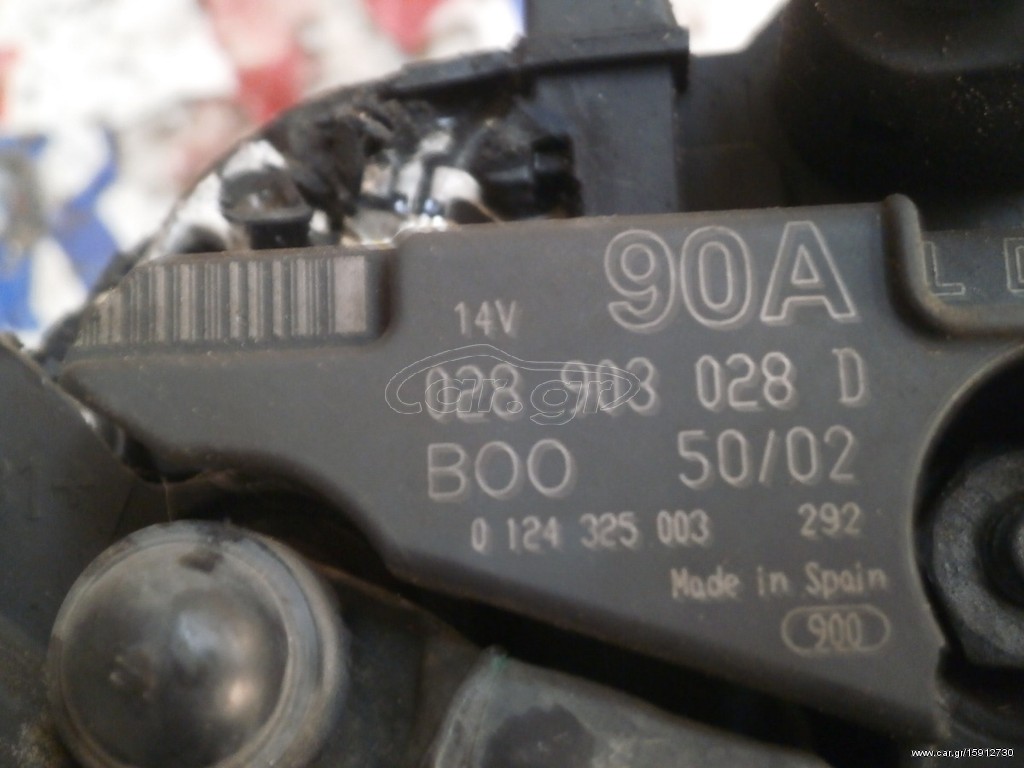 90A
14V
L
028 903 028 D
car.gr
BOO 50/02
0 124 325 003 292
Made in Spain
900
www.car.gr/15912730